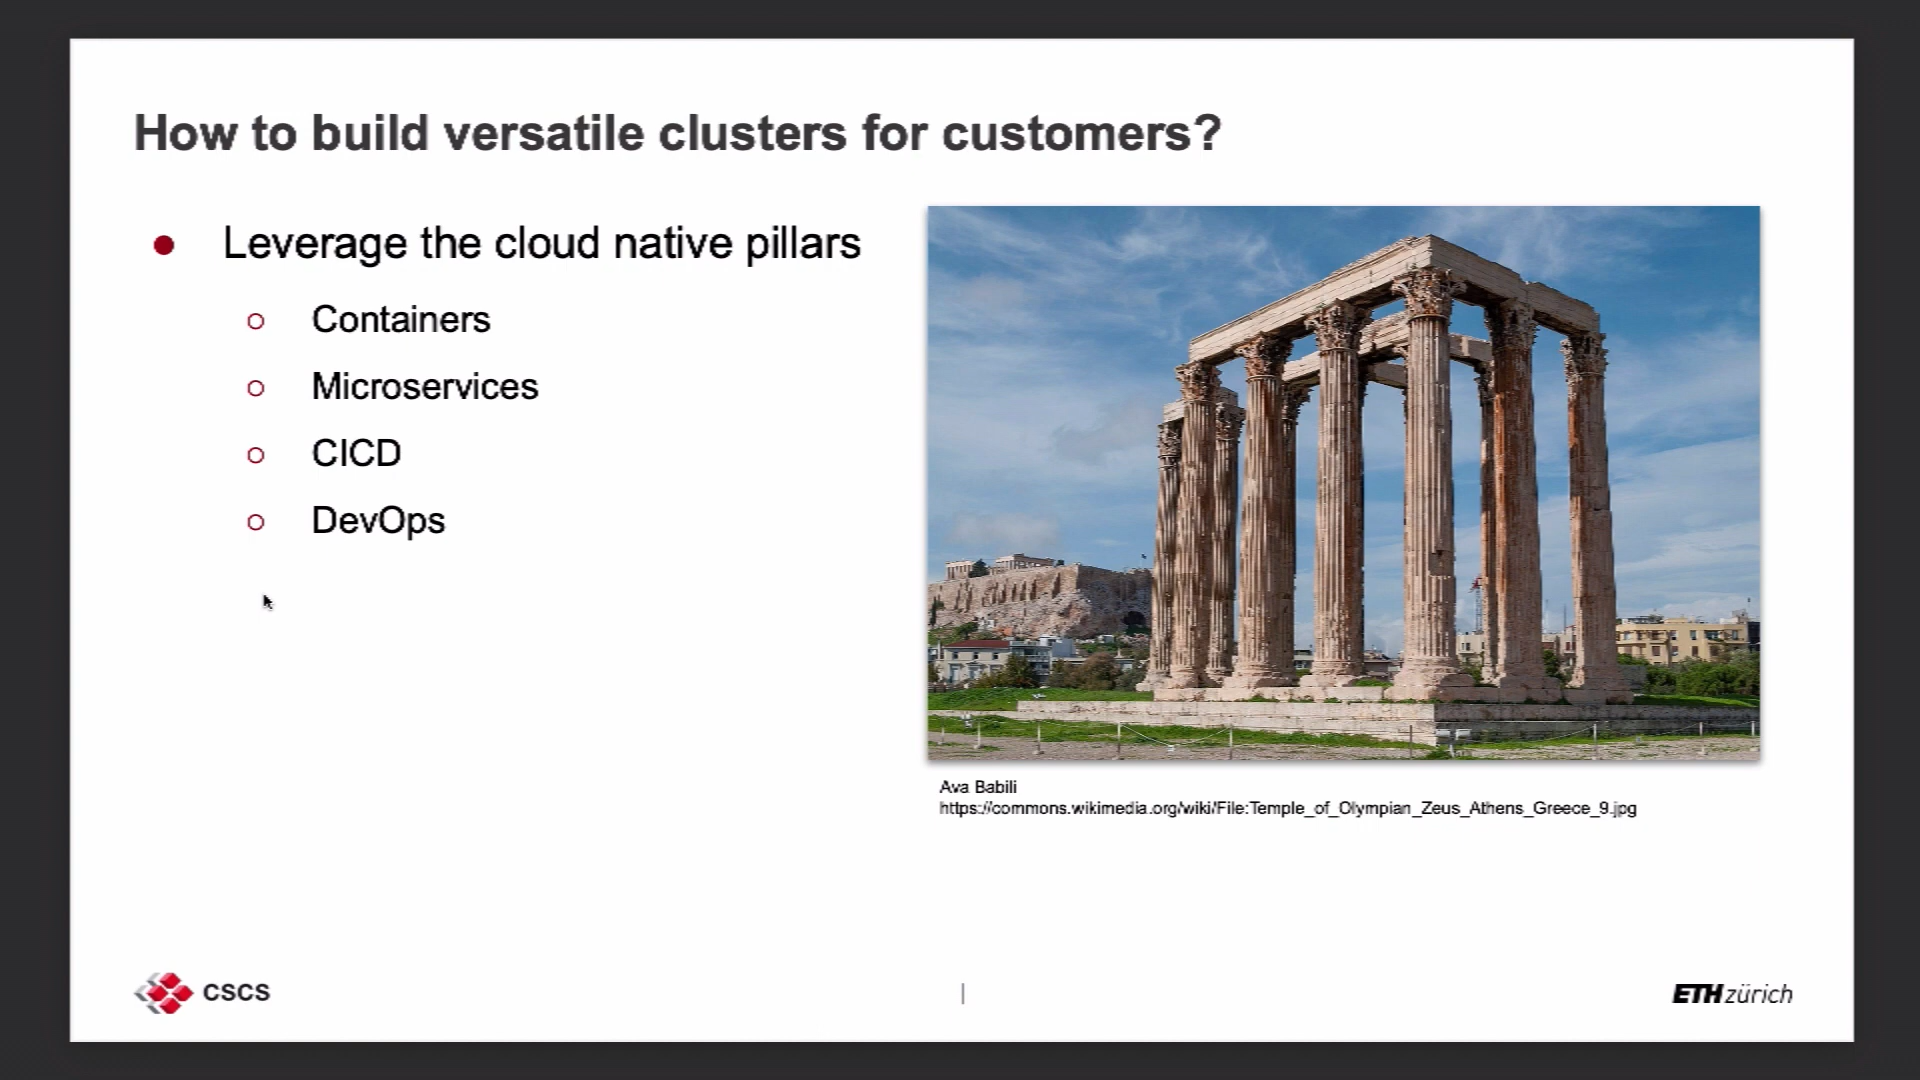 How to build versatile clusters for customers?
Leverage the cloud native pillars
Containers
Microservices
CICD
DevOps
Ava Babili
https://commons.wikimedia.org/wiki/File:Temple_of_Olympian_Zeus_Athens_Greece_9.jpg
CSCS
ETH zürich